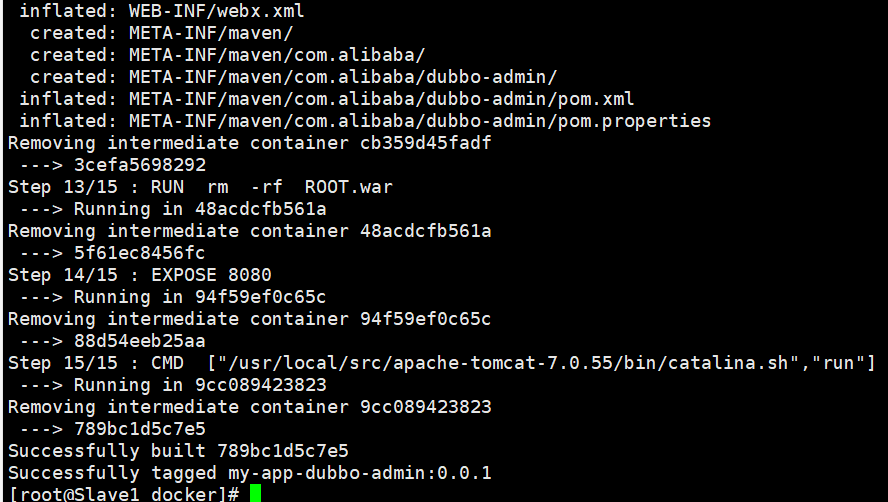 inflated: WEB-INF/webx.xml
created: META-INF/maven/
created: META-INF/maven/com.alibaba/
created: META-INF/maven/com.alibaba/dubbo-admin/
inflated: META-INF/maven/com.alibaba/dubbo-admin/pom.xml
inflated: META-INF/maven/com.alibaba/dubbo-admin/pom.properties
Removing intermediate container cb359d45fadf
---> 3cefa5698292
Step 13/15 : RUN  rm  -rf  ROOT.war
---> Running in 48acdcfb561a
Removing intermediate container 48acdcfb561a
---> 5f61ec8456fc
Step 14/15 : EXPOSE 8080
---> Running in 94f59ef0c65c
Removing intermediate container 94f59ef0c65c
---> 88d54eeb25aa
Step 15/15 : CMD  ["/usr/local/src/apache-tomcat-7.0.55/bin/catalina.sh","run"]
---> Running in 9cc089423823
Removing intermediate container 9cc089423823
---> 789bc1d5c7e5
Successfully built 789bc1d5c7e5
Successfully tagged my-app-dubbo-admin:0.0.1
[root@Slave1 docker]#